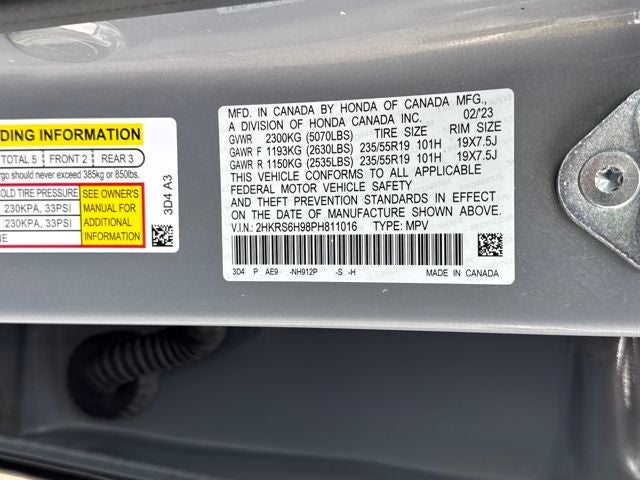 DING INFORMATION
TOTAL 5 FRONT 2 REAR 3
rgo should never exceed 385kg or 850lbs.
OLD TIRE PRESSURE
230KPA, 33PSI
230KPA, 33PSI
NE
SEE OWNER'S
MANUAL FOR
ADDITIONAL
INFORMATION
3D4 A3
MFD. IN CANADA BY HONDA OF CANADA MFG.,
A DIVISION OF HONDA CANADA INC. 02/'23
GVWR 2300KG (5070LBS) TIRE SIZE RIM SIZE
GAWR F 1193KG (2630LBS) 235/55R19 101H 19X7.5J
GAWR R 1150KG (2535LBS) 235/55R19 101H 19X7.5J
THIS VEHICLE CONFORMS TO ALL APPLICABLE
FEDERAL MOTOR VEHICLE SAFETY
AND THEFT PREVENTION STANDARDS IN EFFECT
ON THE DATE OF MANUFACTURE SHOWN ABOVE.
V.I.N.: 2HKRS6H98PH811016 TYPE: MPV
3D4 P AE9 -NH912P -S -H MADE IN CANADA